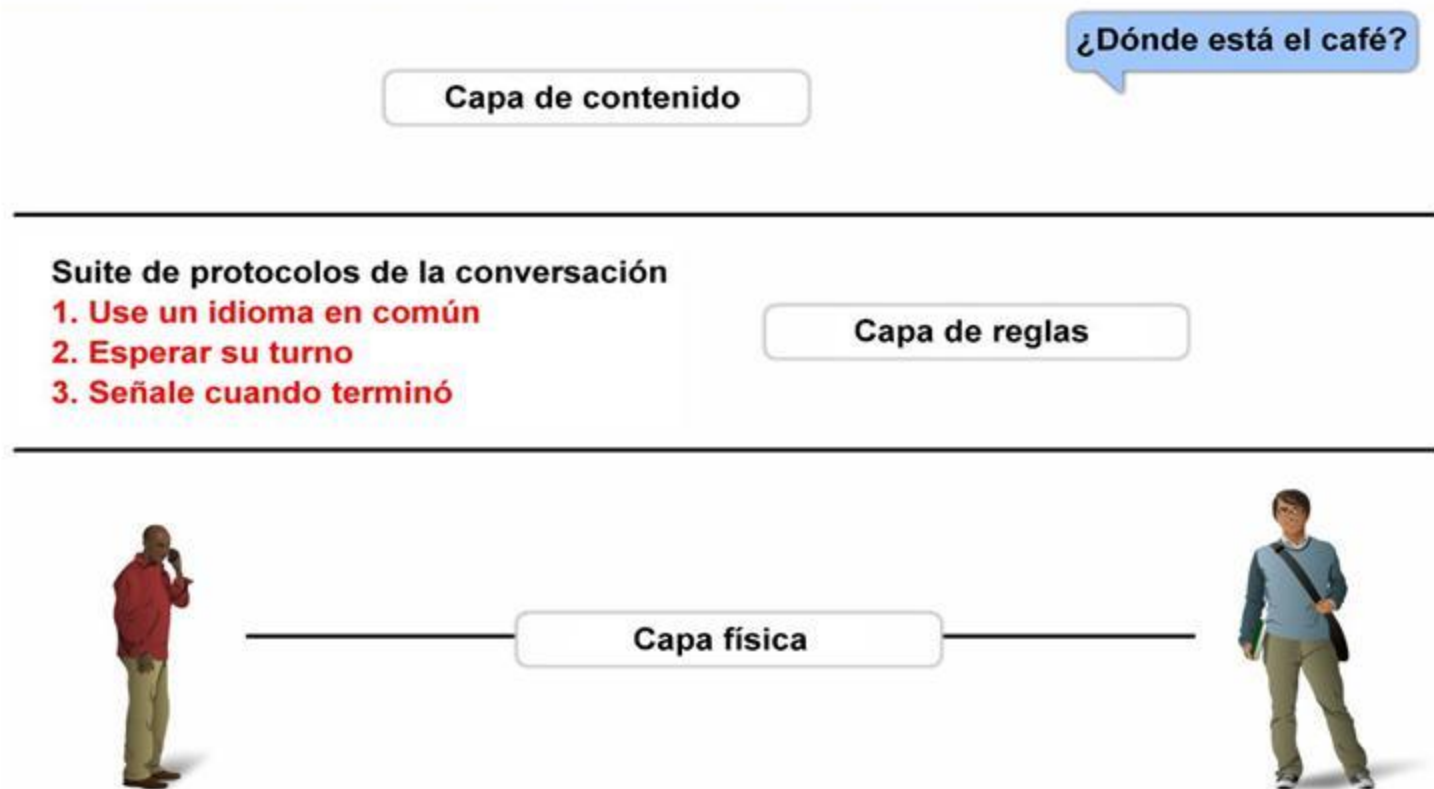 ¿Dónde está el café?
Capa de contenido
Suite de protocolos de la conversación
1. Use un idioma en común
2. Esperar su turno
3. Señale cuando terminó
Capa de reglas
Capa física